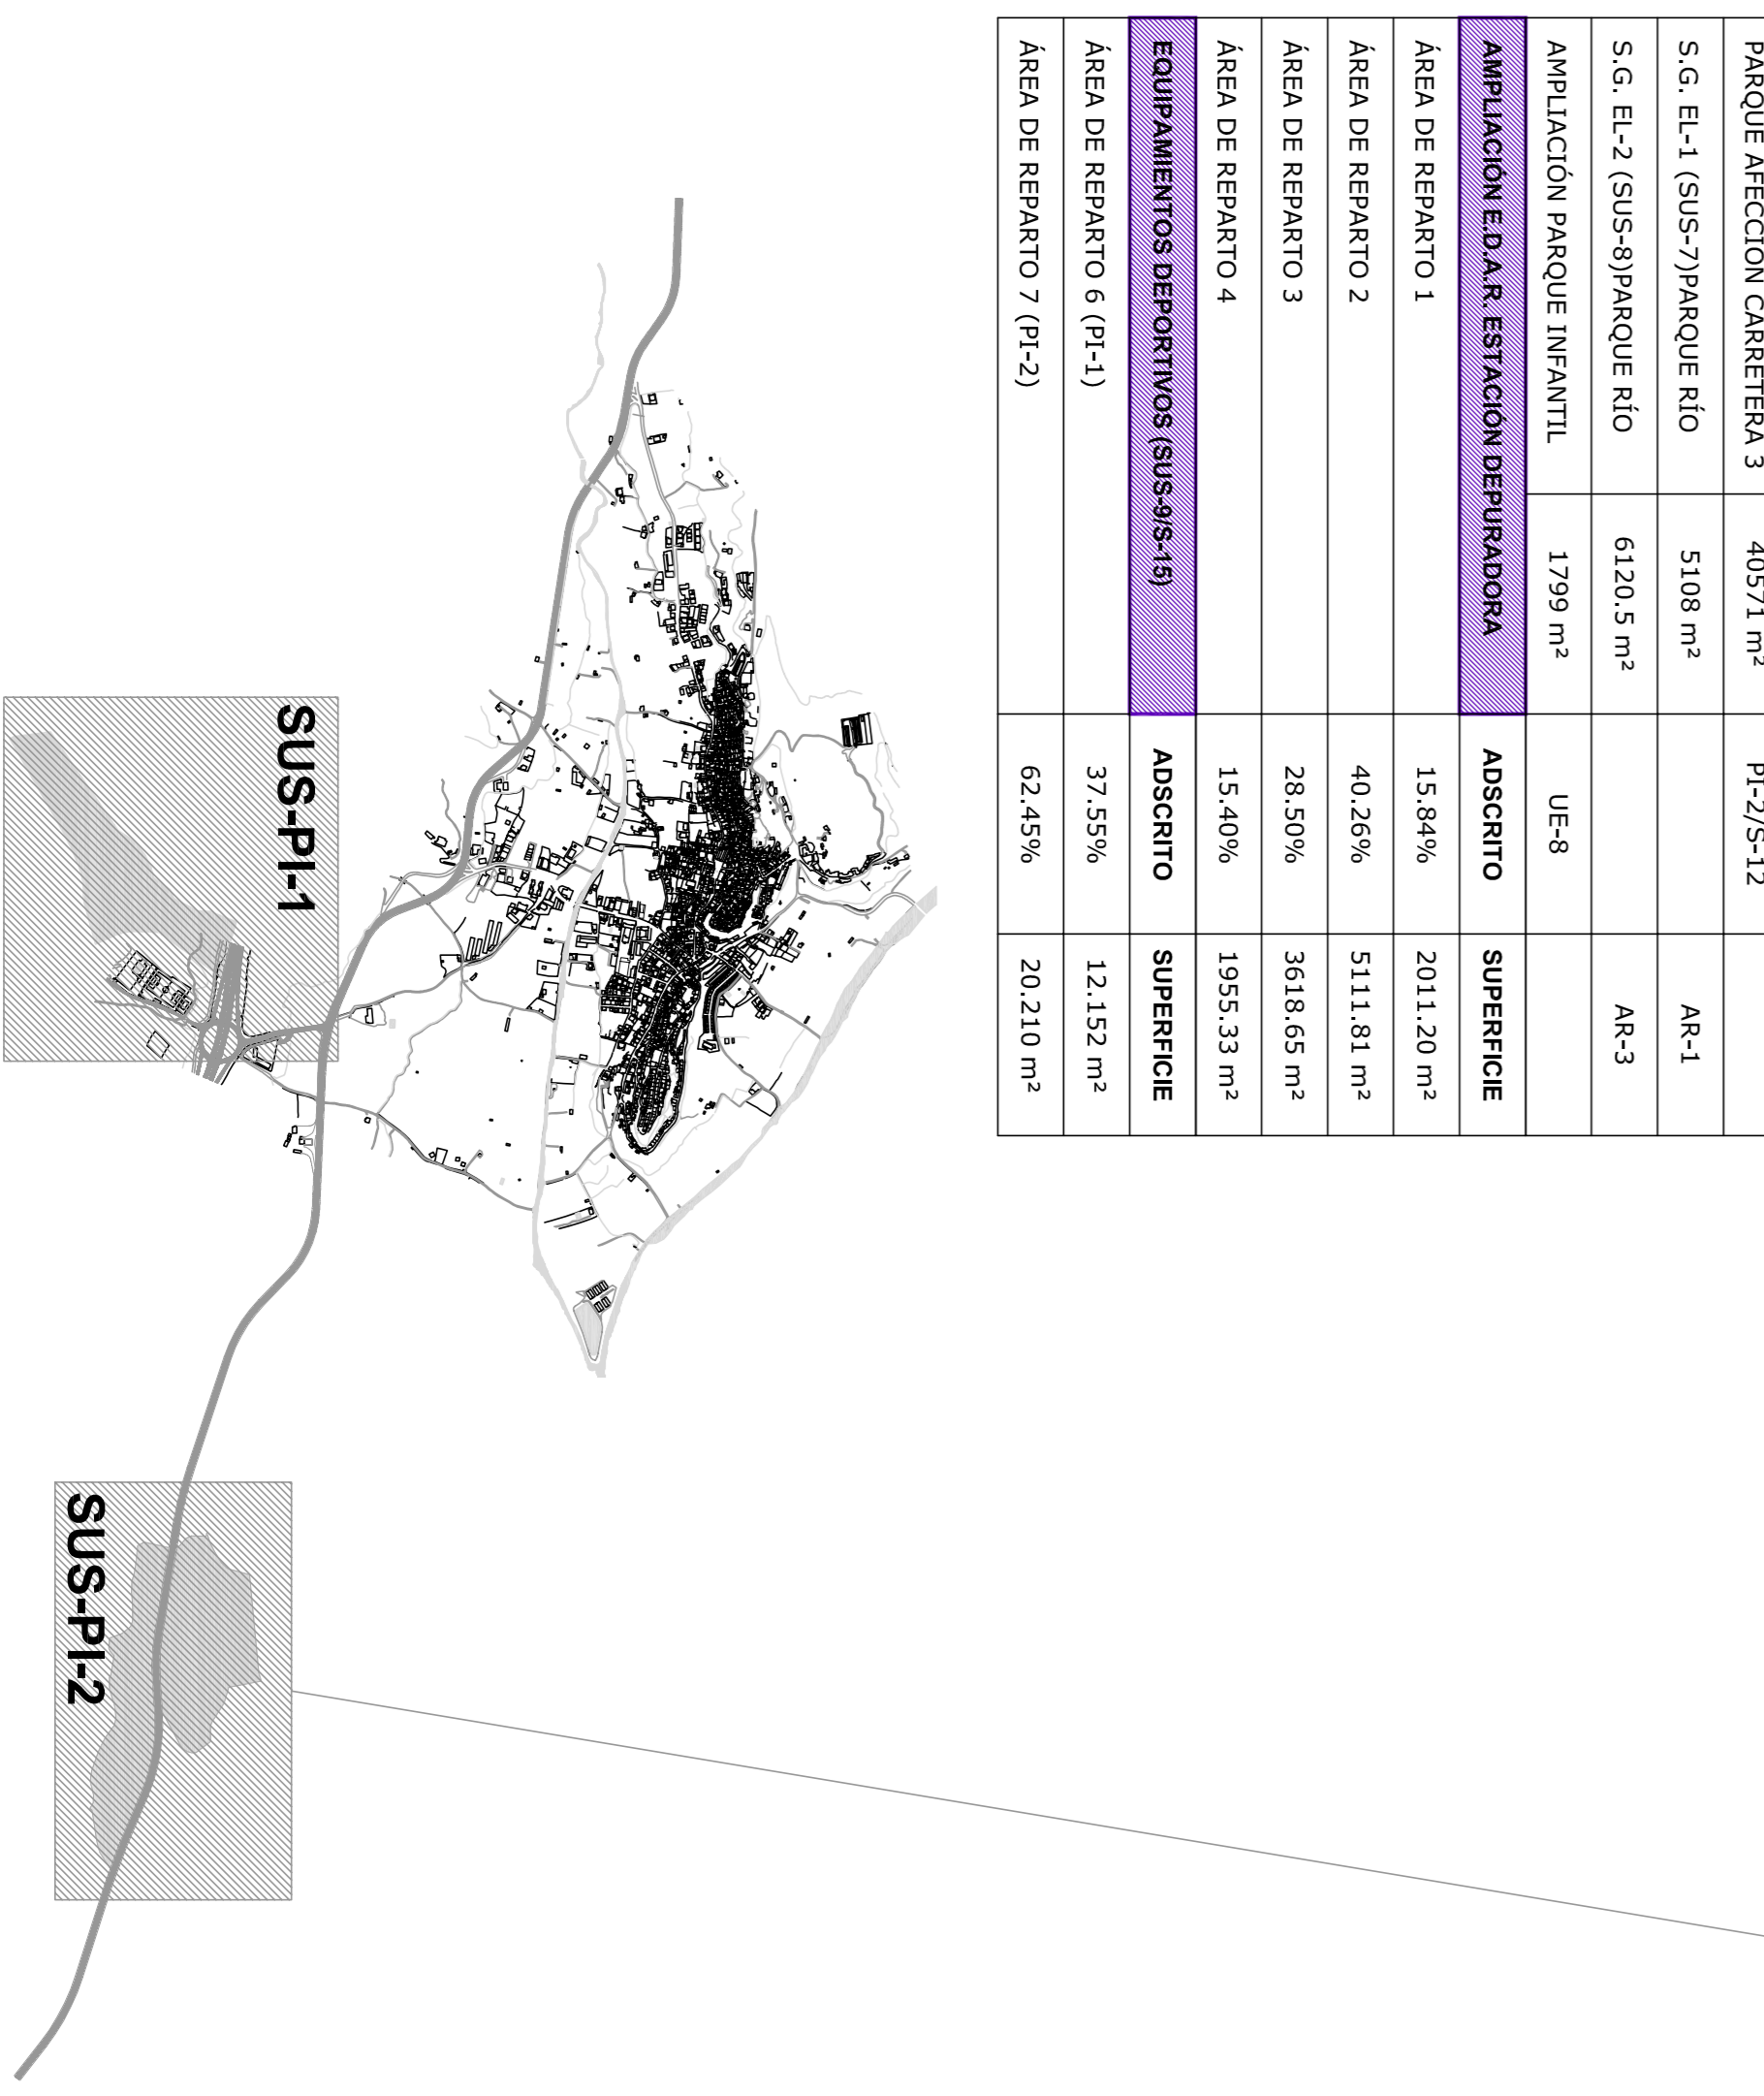 PARQUE AFECCIÓN CARRETERA 3 40571 m² PI-2/S-12
S.G. EL-1 (SUS-7)PARQUE RÍO 5108 m² AR-1
S.G. EL-2 (SUS-8)PARQUE RÍO 6120.5 m² AR-3
AMPLIACIÓN PARQUE INFANTIL 1799 m² UE-8
AMPLIACIÓN E.D.A.R. ESTACIÓN DEPURADORA ADSCRITO SUPERFICIE
ÁREA DE REPARTO 1 15.84% 2011.20 m²
ÁREA DE REPARTO 2 40.26% 5111.81 m²
ÁREA DE REPARTO 3 28.50% 3618.65 m²
ÁREA DE REPARTO 4 15.40% 1955.33 m²
EQUIPAMIENTOS DEPORTIVOS (SUS-9/S-15) ADSCRITO SUPERFICIE
ÁREA DE REPARTO 6 (PI-1) 37.55% 12.152 m²
ÁREA DE REPARTO 7 (PI-2) 62.45% 20.210 m²
SUS-PI-1
SUS-PI-2